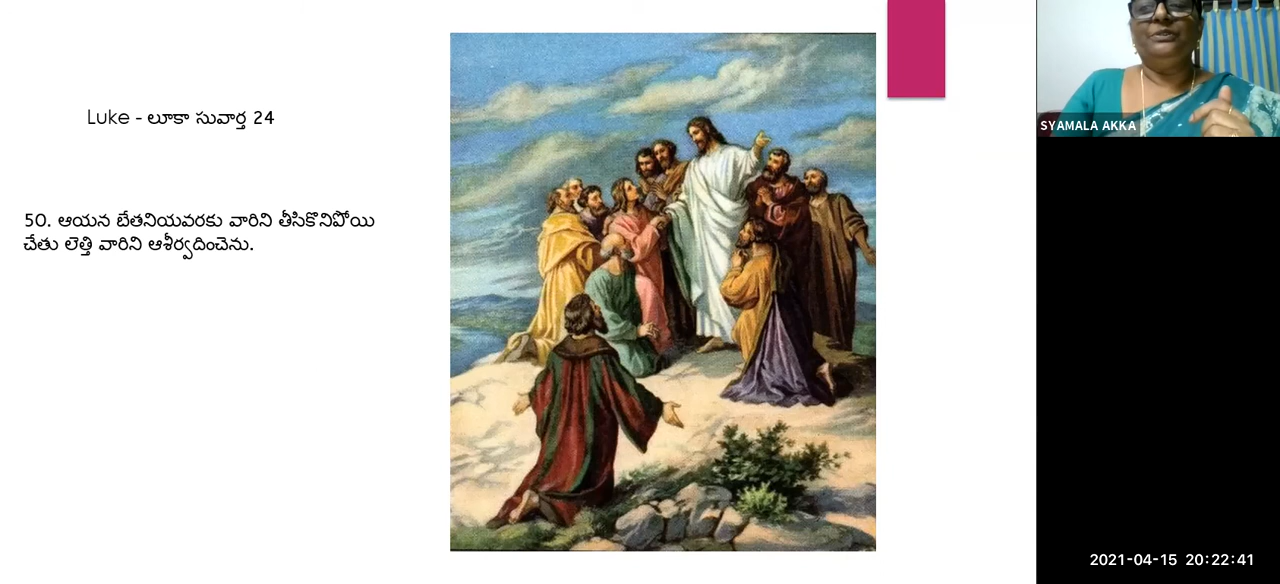 Luke - లూకా సువార్త 24
50. ఆయన బేతనియవరకు వారిని తీసికొనిపోయి
చేతు లెత్తి వారిని ఆశీర్వదించెను.
SYAMALA AKKA
2021-04-15 20:22:41